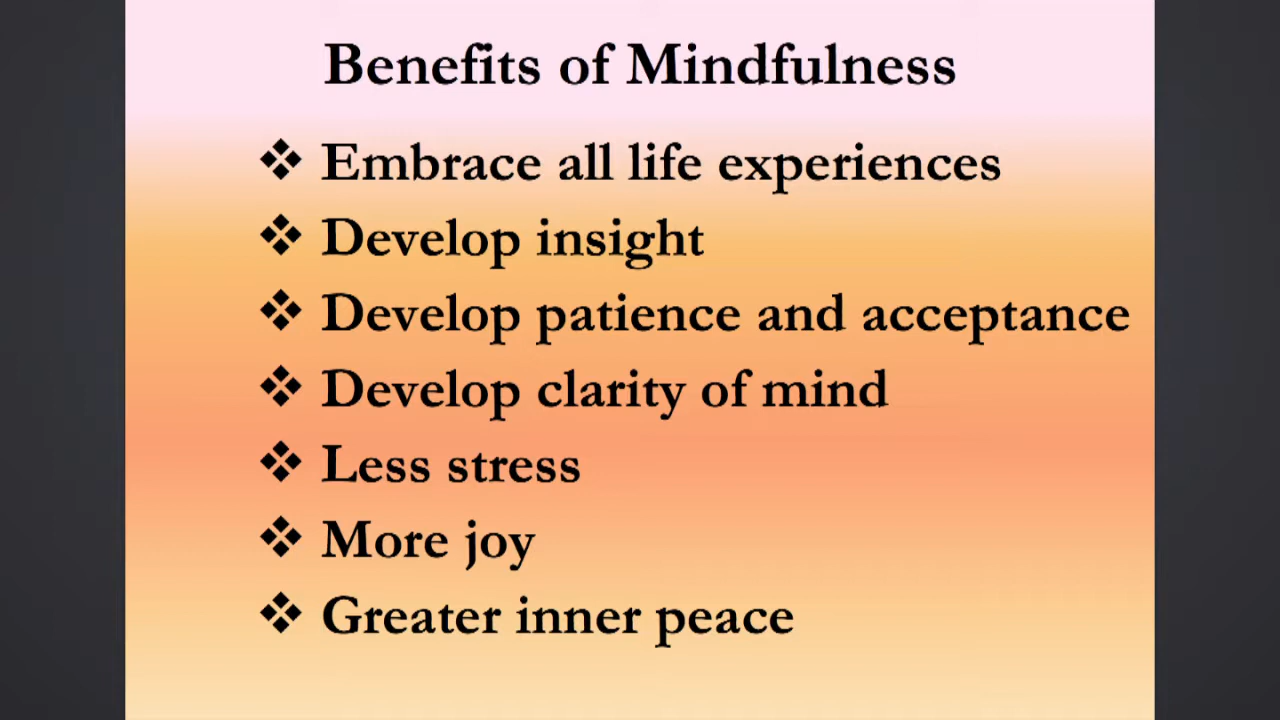 Benefits of Mindfulness
❖ Embrace all life experiences
❖ Develop insight
❖ Develop patience and acceptance
❖ Develop clarity of mind
❖ Less stress
❖ More joy
❖ Greater inner peace